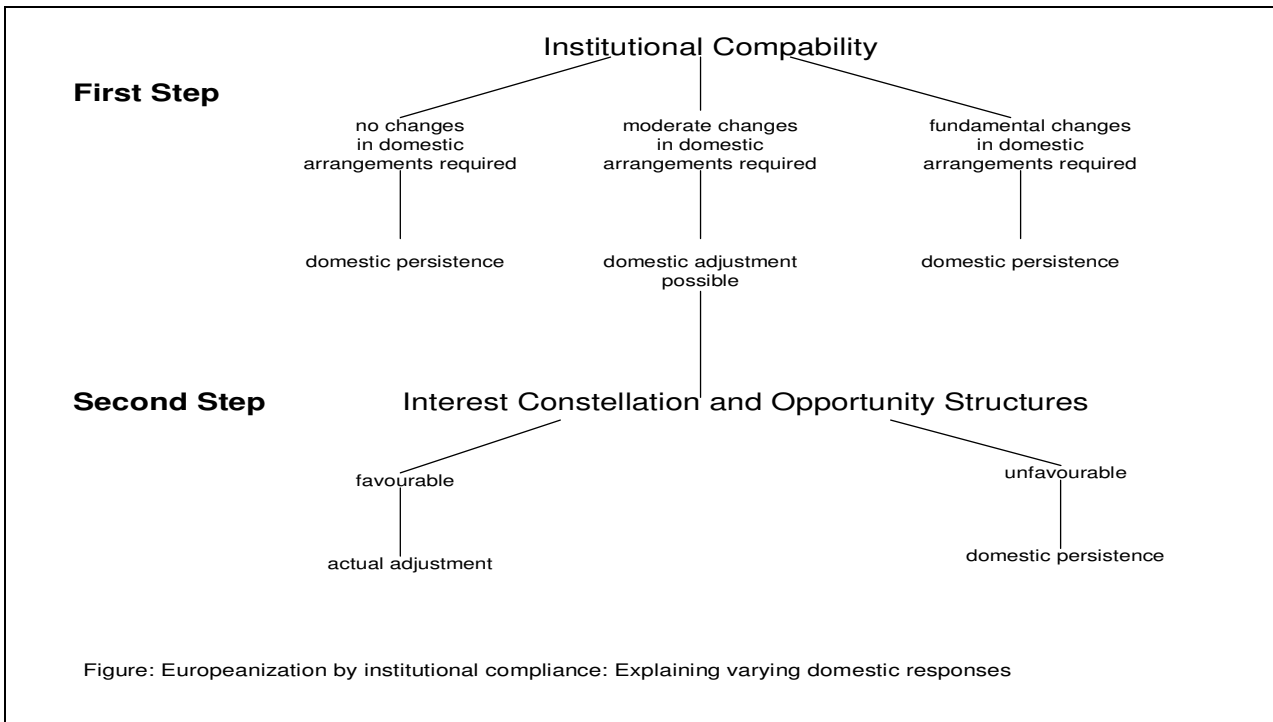 Institutional Compability
First Step
no changes
in domestic
arrangements required
moderate changes
in domestic
arrangements required
fundamental changes
in domestic
arrangements required
domestic persistence
domestic adjustment
possible
domestic persistence
Second Step
Interest Constellation and Opportunity Structures
favourable
unfavourable
actual adjustment
domestic persistence
Figure: Europeanization by institutional compliance: Explaining varying domestic responses